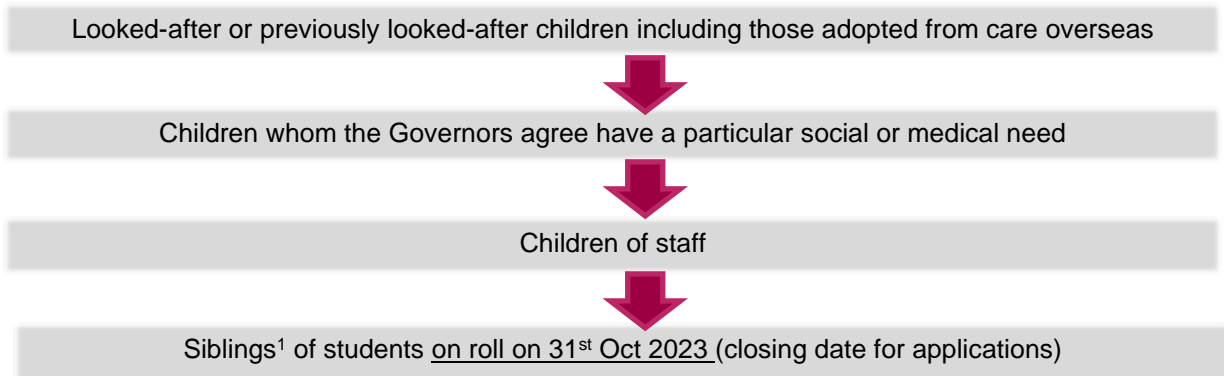 Looked-after or previously looked-after children including those adopted from care overseas
Children whom the Governors agree have a particular social or medical need
Children of staff
Siblings¹ of students on roll on 31st Oct 2023 (closing date for applications)